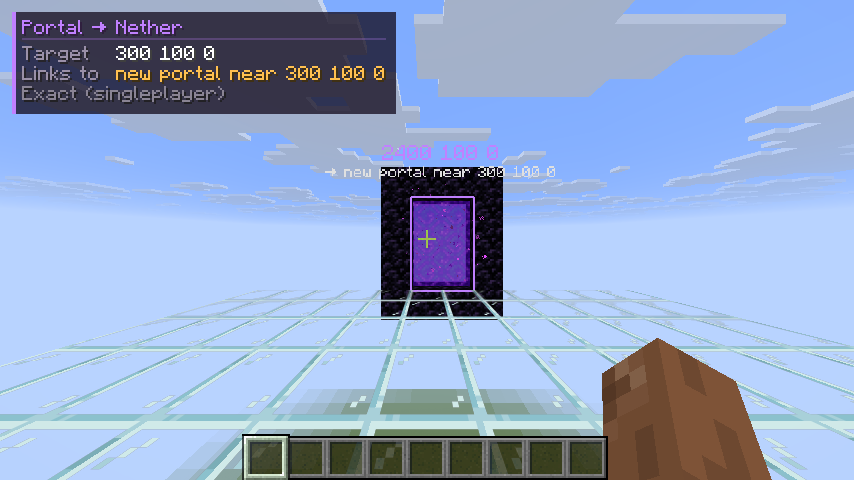 Portal → Nether
Target 300 100 0
Links to new portal near 300 100 0
Exact (singleplayer)
2400 100 0
→ new portal near 300 100 0